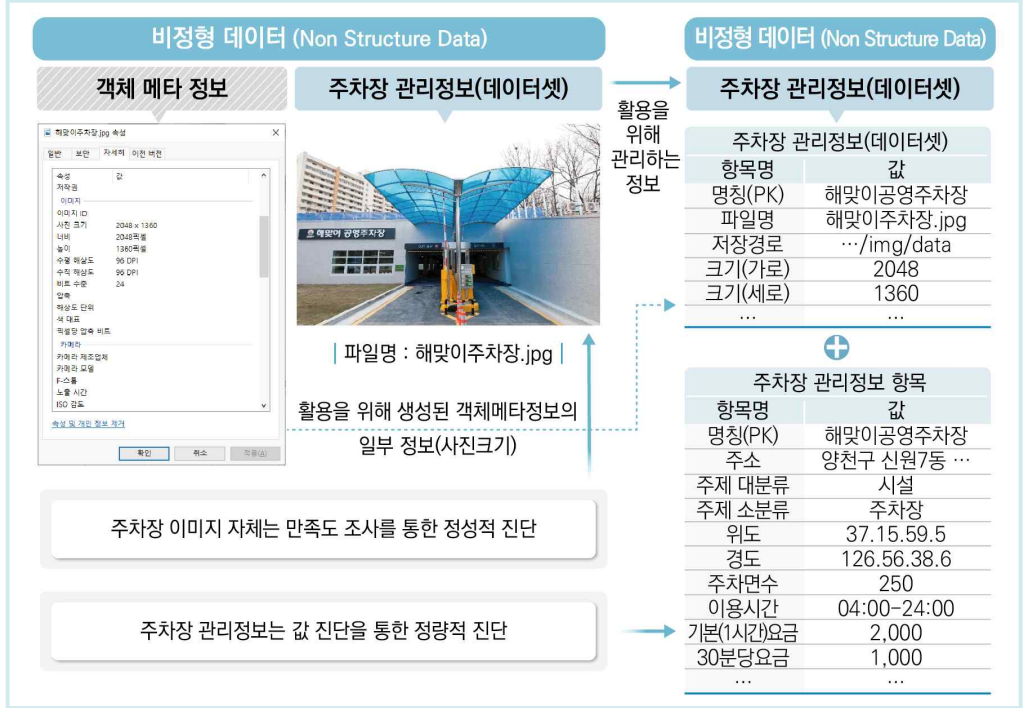 비정형 데이터 (Non Structure Data)
객체 메타 정보
해맞이주차장.jpg 속성
일반 보안 자세히 이전 버전
속성 값
저작권
이미지
이미지 ID
사진 크기 2048 x 1360
너비 2048픽셀
높이 1360픽셀
수평 해상도 96 DPI
수직 해상도 96 DPI
비트 수준 24
압축
해상도 단위
색 대표
픽셀당 압축 비트
카메라
카메라 제조업체
카메라 모델
F-스톱
노출 시간
ISO 감도
속성 및 개인 정보 제거
확인 취소 적용(A)
주차장 관리정보(데이터셋)
해맞이 공영주차장
| 파일명 : 해맞이주차장.jpg |
활용을 위해 생성된 객체메타정보의
일부 정보(사진크기)
주차장 이미지 자체는 만족도 조사를 통한 정성적 진단
주차장 관리정보는 값 진단을 통한 정량적 진단
활용을
위해
관리하는
정보
비정형 데이터 (Non Structure Data)
주차장 관리정보(데이터셋)
주차장 관리정보(데이터셋)
항목명 값
명칭(PK) 해맞이공영주차장
파일명 해맞이주차장.jpg
저장경로 …/img/data
크기(가로) 2048
크기(세로) 1360
… …
주차장 관리정보 항목
항목명 값
명칭(PK) 해맞이공영주차장
주소 양천구 신원7동 …
주제 대분류 시설
주제 소분류 주차장
위도 37.15.59.5
경도 126.56.38.6
주차면수 250
이용시간 04:00-24:00
기본(1시간)요금 2,000
30분당요금 1,000
… …